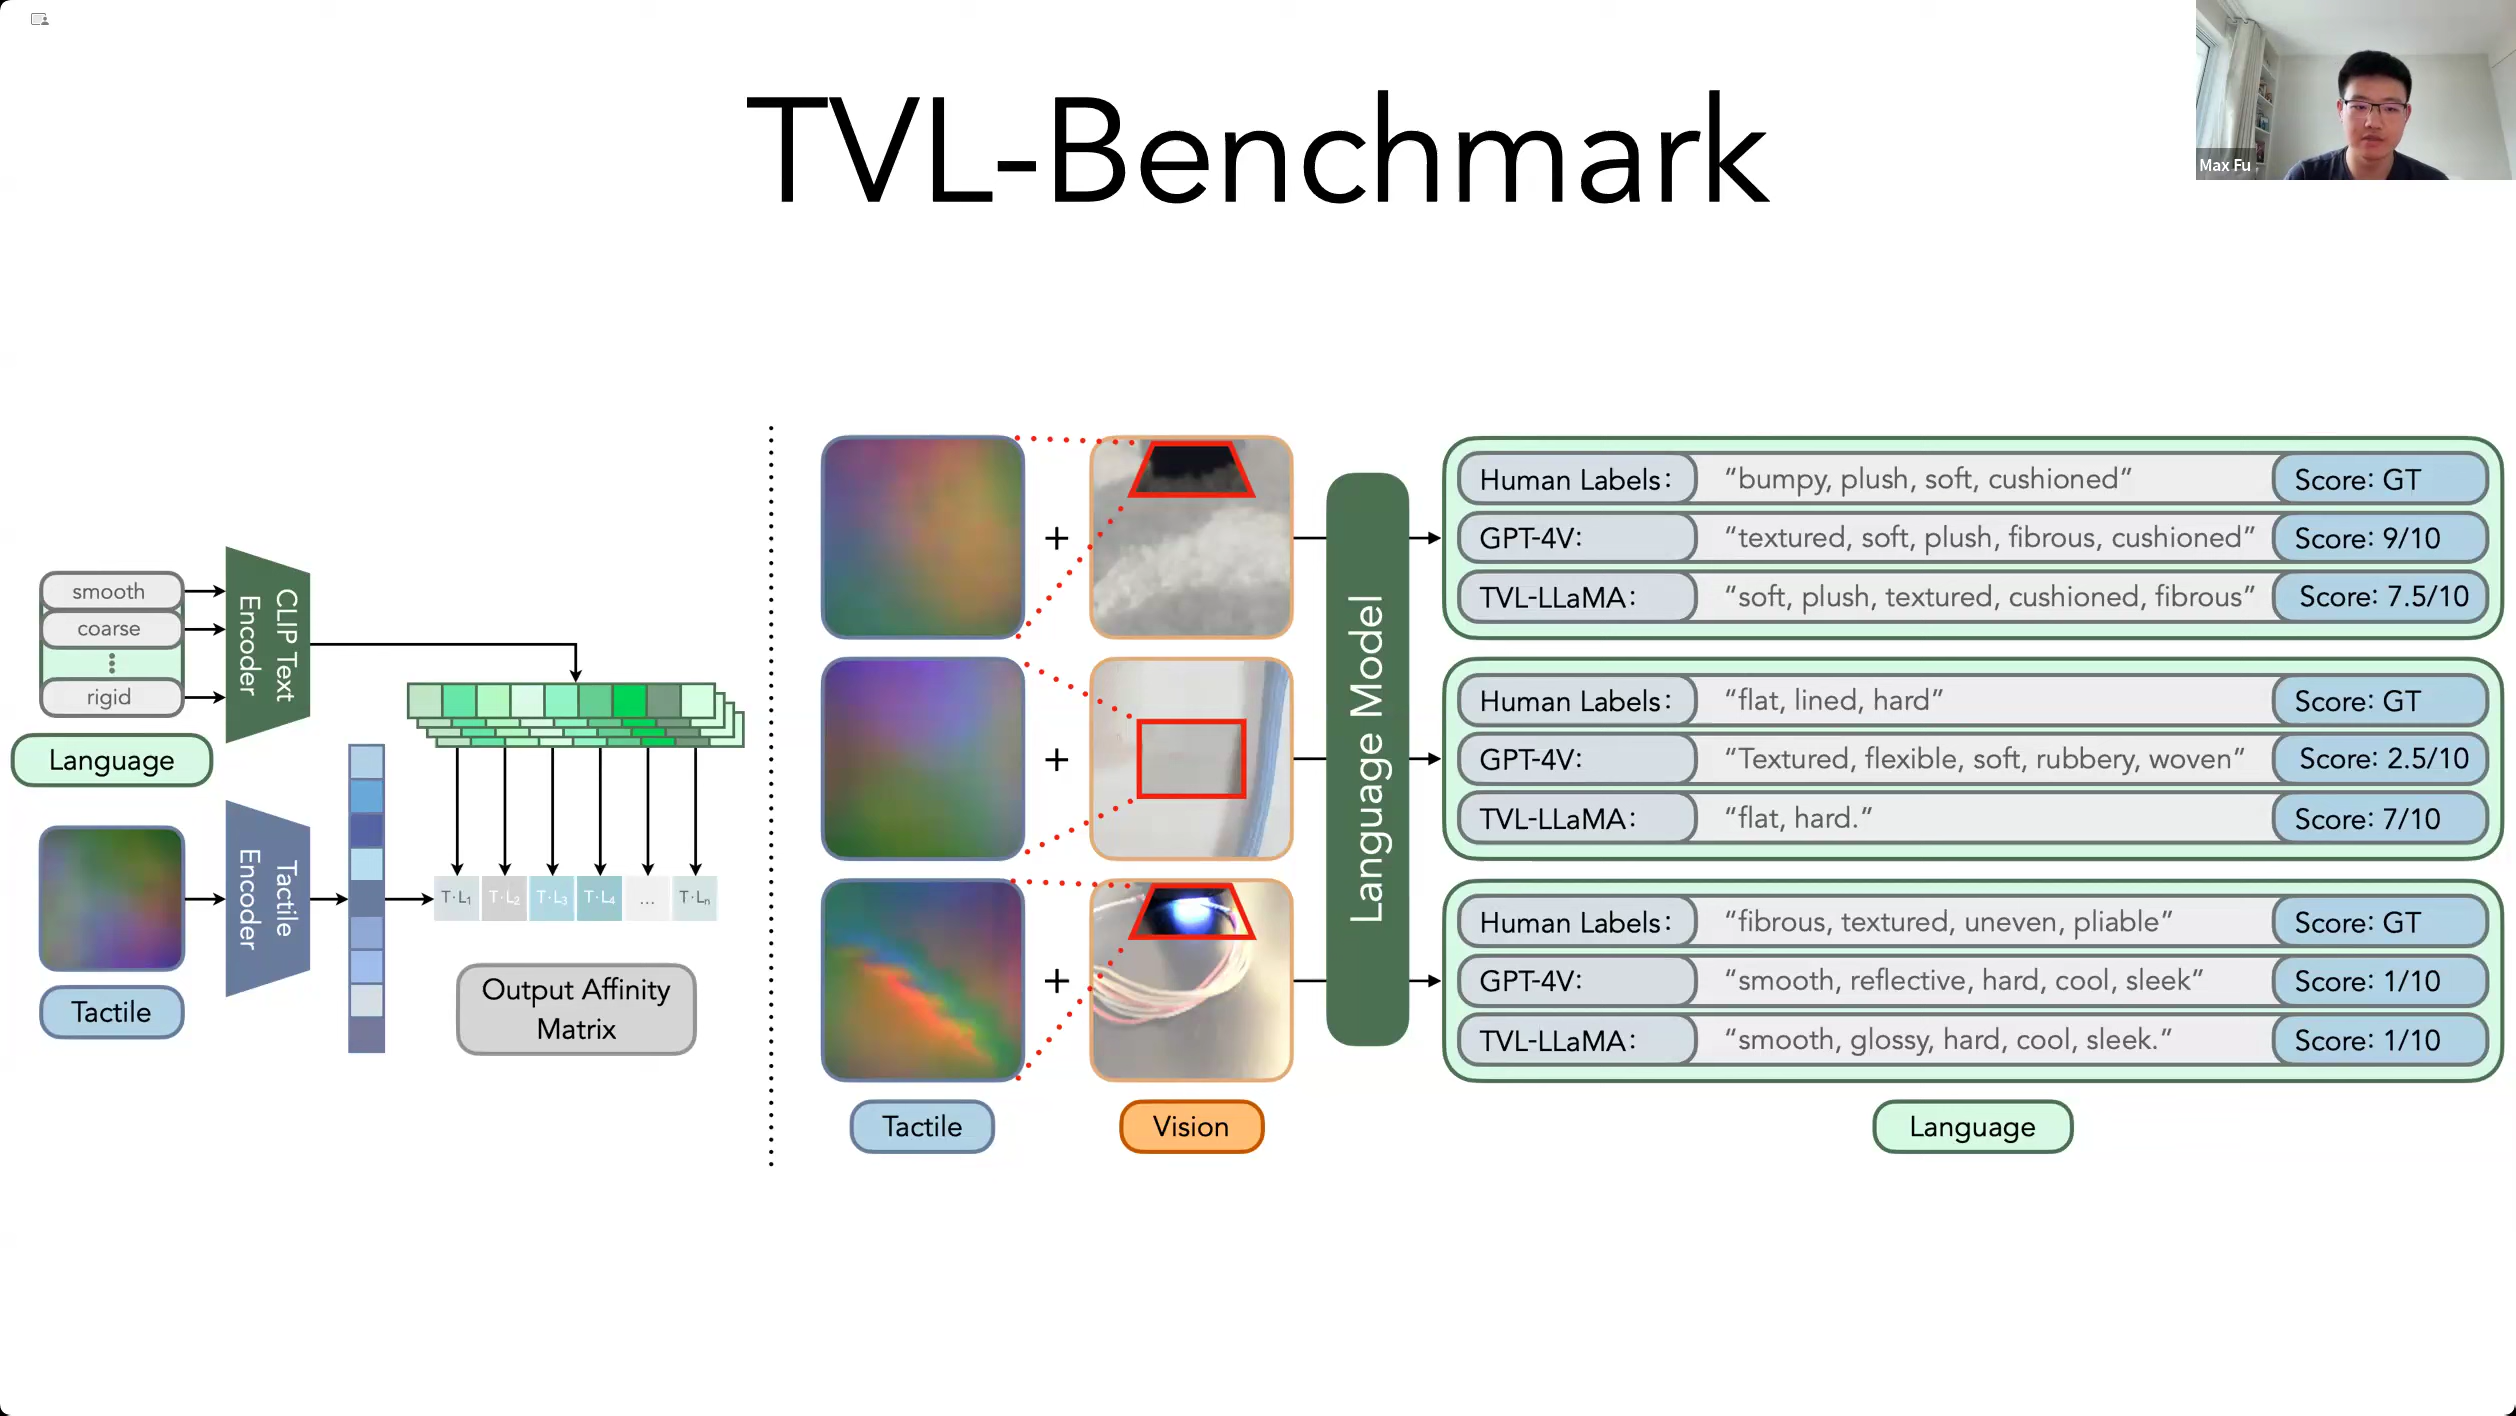 TVL-Benchmark
Max Fu
smooth
coarse
rigid
Language
CLIP Text
Encoder
Tactile
Tactile
Encoder
T·L1
T·L2
T·L3
T·L4
...
T·Ln
Output Affinity
Matrix
Tactile
+
+
+
Vision
Language Model
Human Labels: “bumpy, plush, soft, cushioned” Score: GT
GPT-4V: “textured, soft, plush, fibrous, cushioned” Score: 9/10
TVL-LLaMA: “soft, plush, textured, cushioned, fibrous” Score: 7.5/10
Human Labels: “flat, lined, hard” Score: GT
GPT-4V: “Textured, flexible, soft, rubbery, woven” Score: 2.5/10
TVL-LLaMA: “flat, hard.” Score: 7/10
Human Labels: “fibrous, textured, uneven, pliable” Score: GT
GPT-4V: “smooth, reflective, hard, cool, sleek” Score: 1/10
TVL-LLaMA: “smooth, glossy, hard, cool, sleek.” Score: 1/10
Language